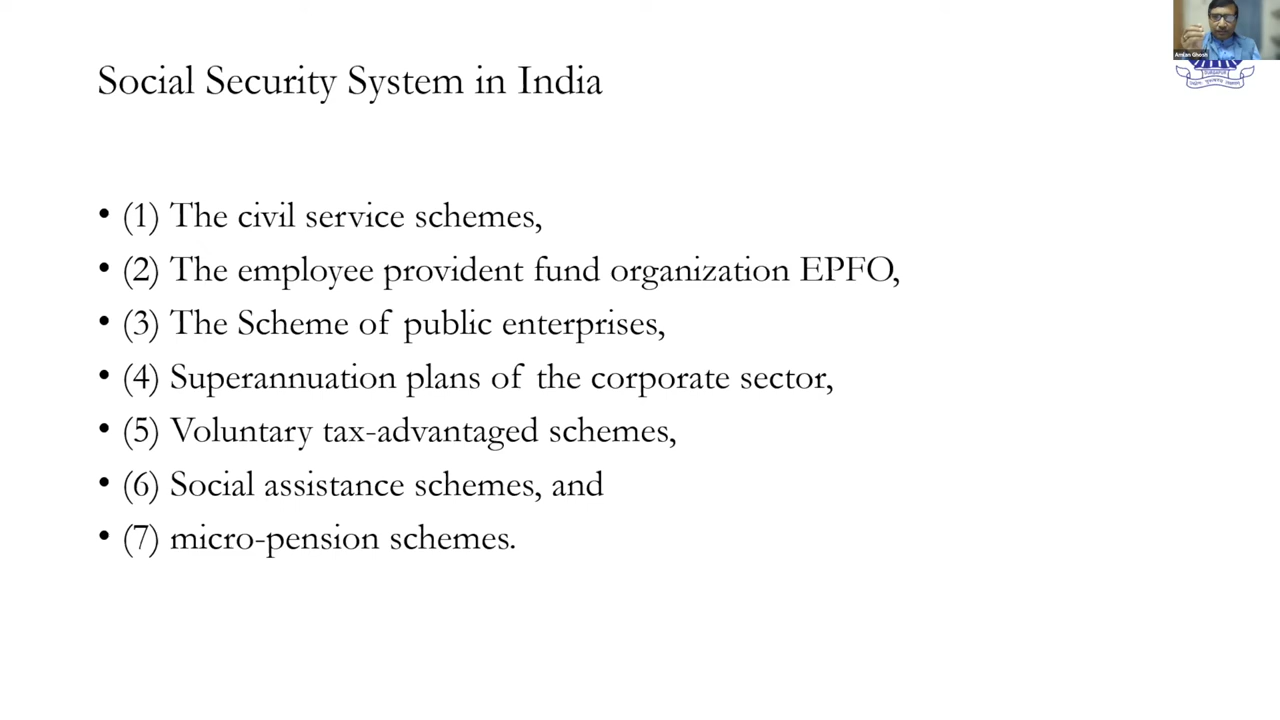 Amlan Ghosh
Social Security System in India
• (1) The civil service schemes,
• (2) The employee provident fund organization EPFO,
• (3) The Scheme of public enterprises,
• (4) Superannuation plans of the corporate sector,
• (5) Voluntary tax-advantaged schemes,
• (6) Social assistance schemes, and
• (7) micro-pension schemes.